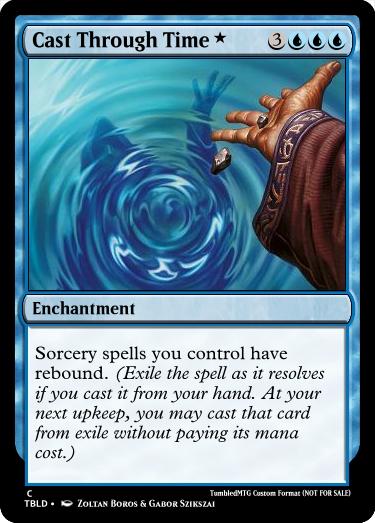 Cast Through Time ★ 3
Enchantment
Sorcery spells you control have
rebound. (Exile the spell as it resolves
if you cast it from your hand. At your
next upkeep, you may cast that card
from exile without paying its mana
cost.)
C
TBLD • Zoltan Boros & Gabor Szikszai
TumbledMTG Custom Format (NOT FOR SALE)